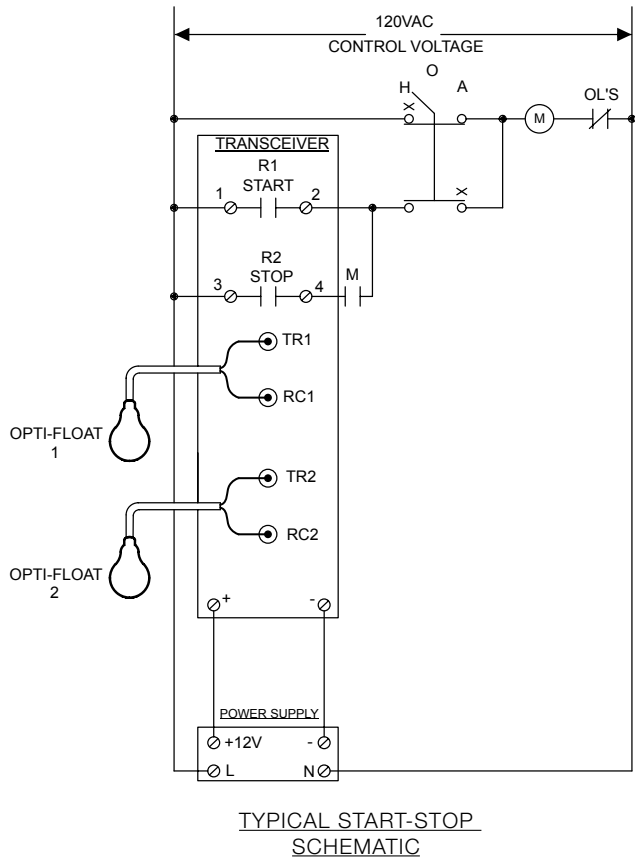 120VAC
CONTROL VOLTAGE
O
H A
OL'S
X
M
TRANSCEIVER
R1
START
1 2
X
R2
STOP
3 4 M
TR1
RC1
OPTI-FLOAT
1
TR2
RC2
OPTI-FLOAT
2
+ -
POWER SUPPLY
+12V -
L N
TYPICAL START-STOP
SCHEMATIC